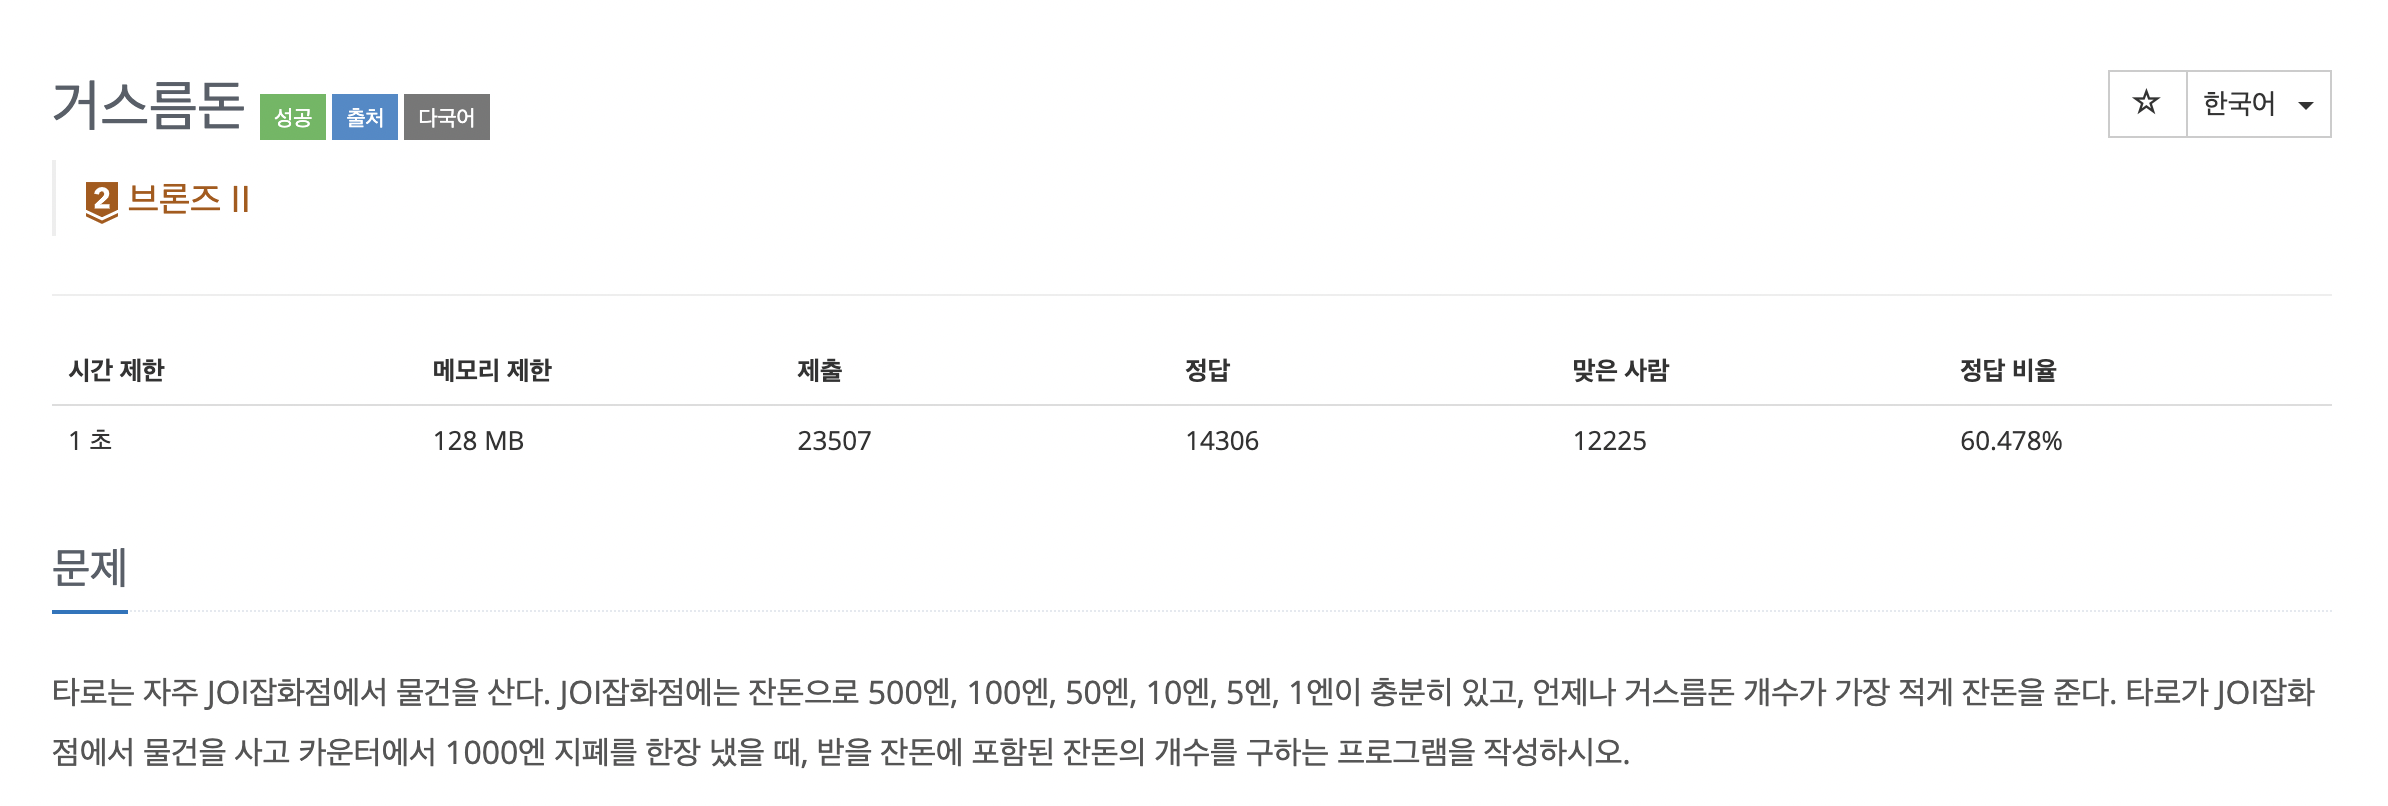 거스름돈 성공 출처 다국어 ☆ 한국어
2 브론즈 II
시간 제한 메모리 제한 제출 정답 맞은 사람 정답 비율
1 초 128 MB 23507 14306 12225 60.478%
문제
타로는 자주 JOI잡화점에서 물건을 산다. JOI잡화점에는 잔돈으로 500엔, 100엔, 50엔, 10엔, 5엔, 1엔이 충분히 있고, 언제나 거스름돈 개수가 가장 적게 잔돈을 준다. 타로가 JOI잡화
점에서 물건을 사고 카운터에서 1000엔 지폐를 한장 냈을 때, 받을 잔돈에 포함된 잔돈의 개수를 구하는 프로그램을 작성하시오.